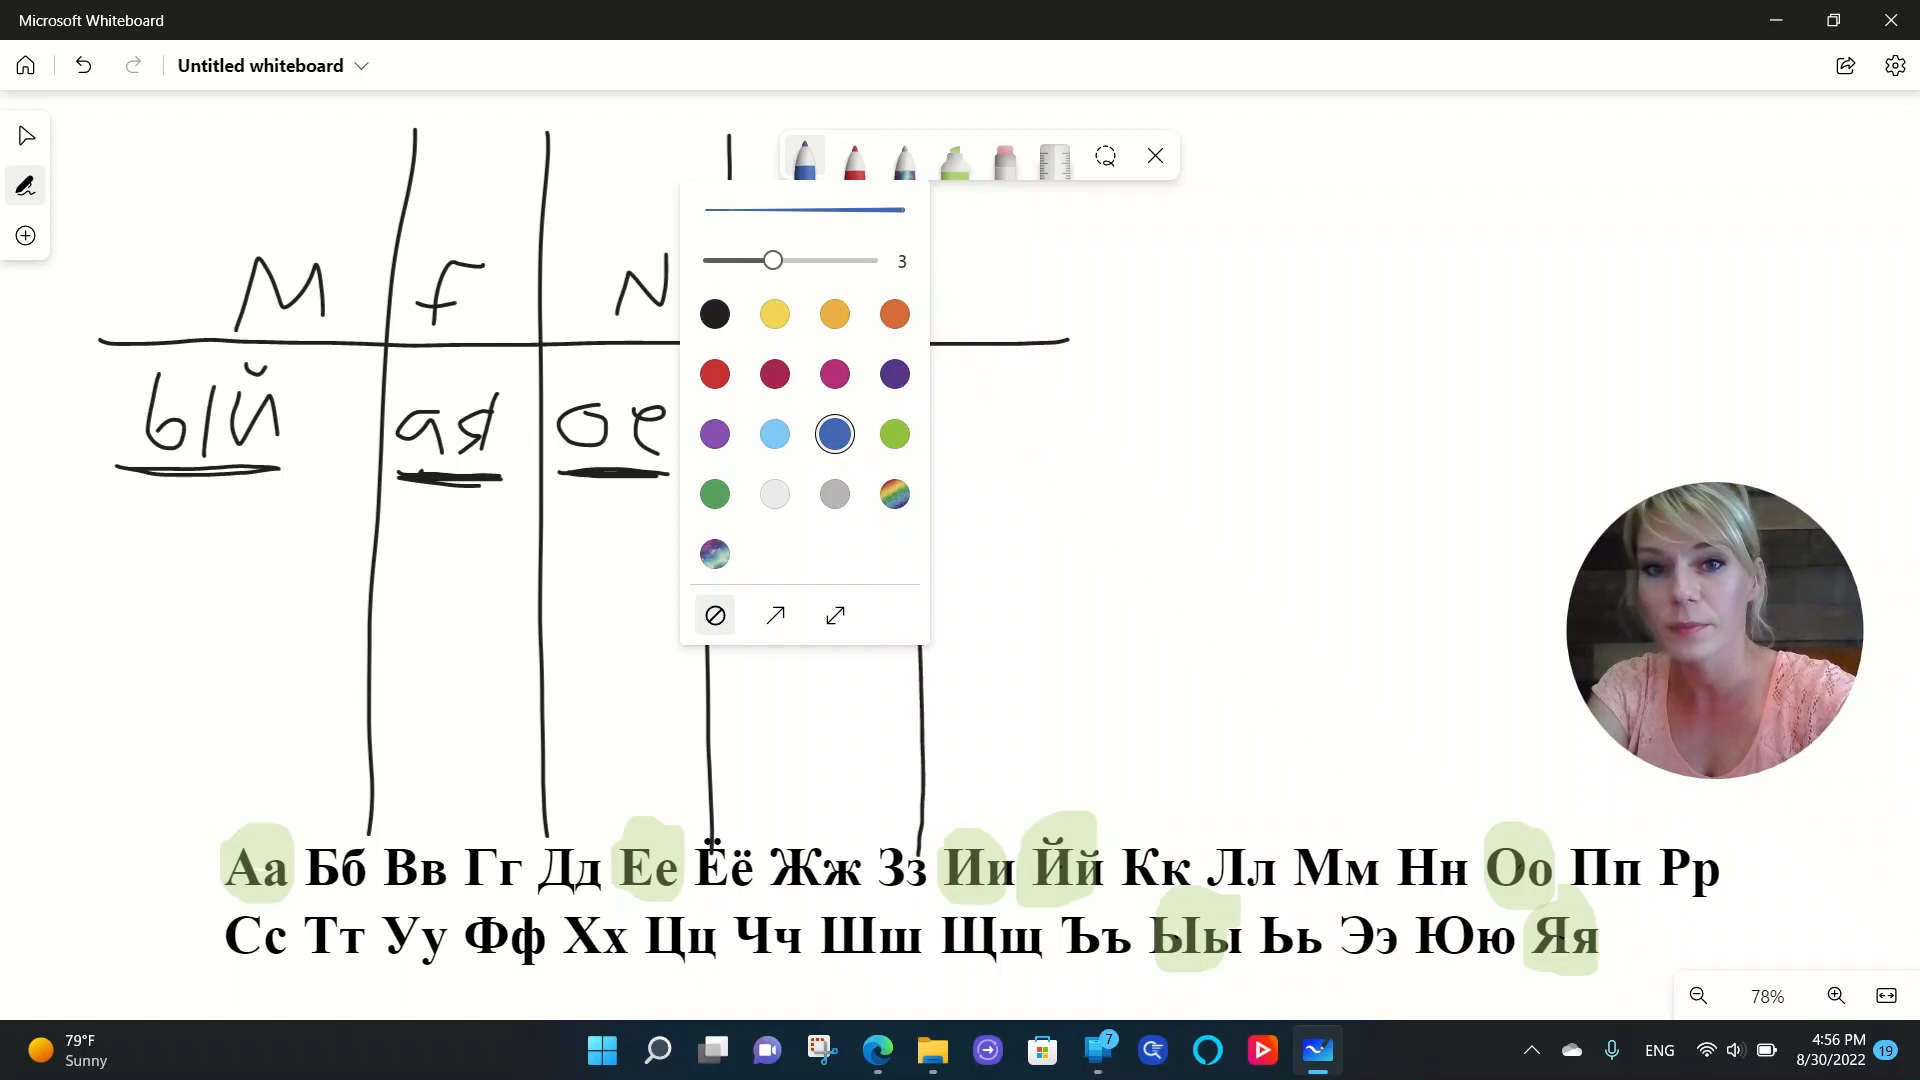 Microsoft Whiteboard
Untitled whiteboard
3
M f N
ый ая ое
Аа Бб Вв Гг Дд Ее Ёё Жж Зз Ии Йй Кк Лл Мм Нн Оо Пп Рр
Сс Тт Уу Фф Хх Цц Чч Шш Щщ Ъъ Ыы Ьь Ээ Юю Яя
78%
79°F
Sunny
7
ENG
4:56 PM
8/30/2022
19